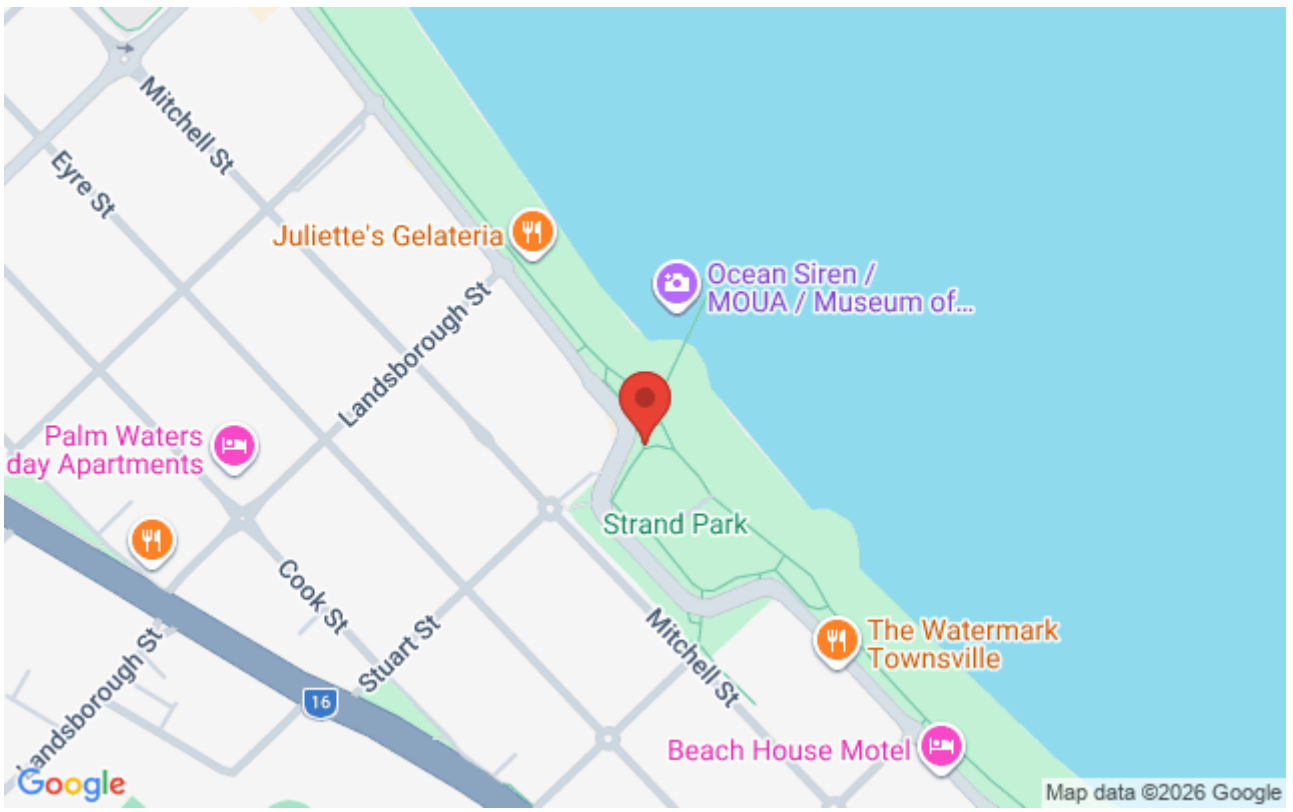 Mitchell St
Eyre St
Juliette's Gelateria
Ocean Siren /
MOUA / Museum of...
Landsborough St
Palm Waters
day Apartments
Strand Park
Cook St
Stuart St
Mitchell St
The Watermark
Townsville
Landsborough St
16
Beach House Motel
Google
Map data ©2026 Google